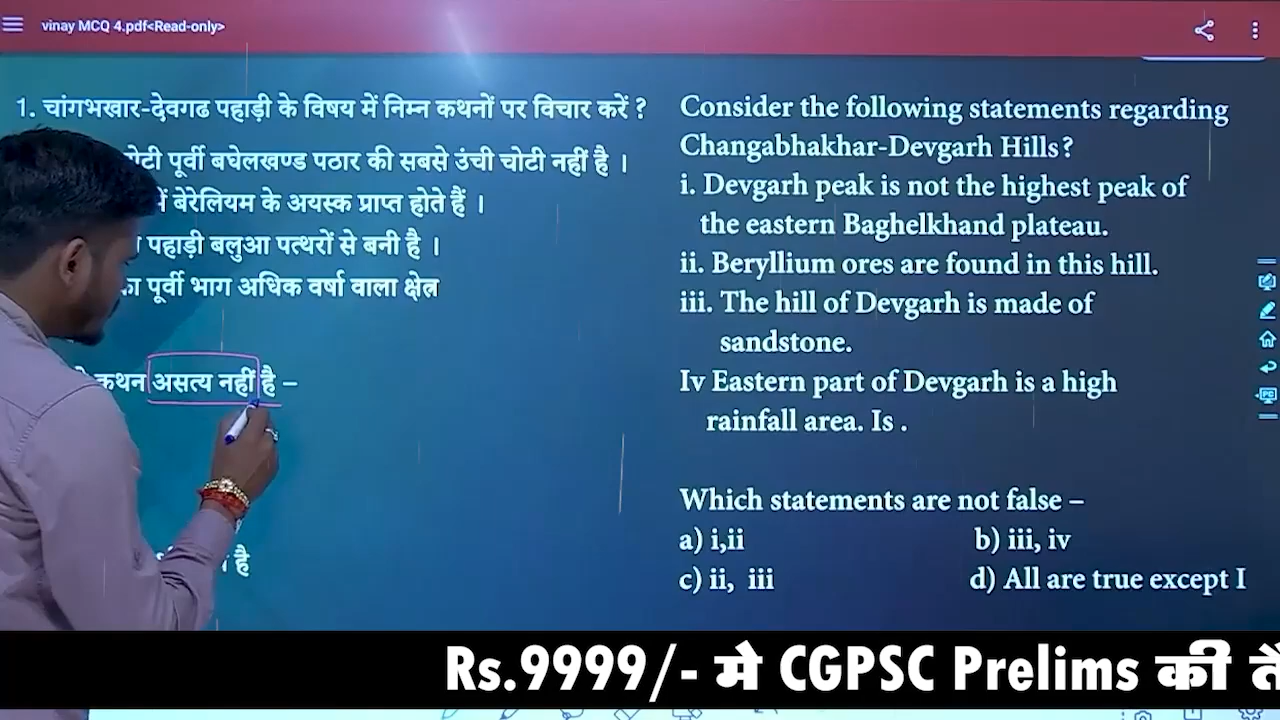 vinay MCQ 4.pdf<Read-only>
1. चांगभखार-देवगढ पहाड़ी के विषय में निम्न कथनों पर विचार करें ?
पूर्वी बघेलखण्ड पठार की सबसे उंची चोटी नहीं है ।
में बेरेलियम के अयस्क प्राप्त होते हैं ।
पहाड़ी बलुआ पत्थरों से बनी है ।
पूर्वी भाग अधिक वर्षा वाला क्षेत्र
कथन असत्य नहीं है –
है
Consider the following statements regarding
Changabhakhar-Devgarh Hills?
i. Devgarh peak is not the highest peak of
the eastern Baghelkhand plateau.
ii. Beryllium ores are found in this hill.
iii. The hill of Devgarh is made of
sandstone.
Iv Eastern part of Devgarh is a high
rainfall area. Is .
Which statements are not false –
a) i,ii b) iii, iv
c) ii, iii d) All are true except I
Rs.9999/- मे CGPSC Prelims की